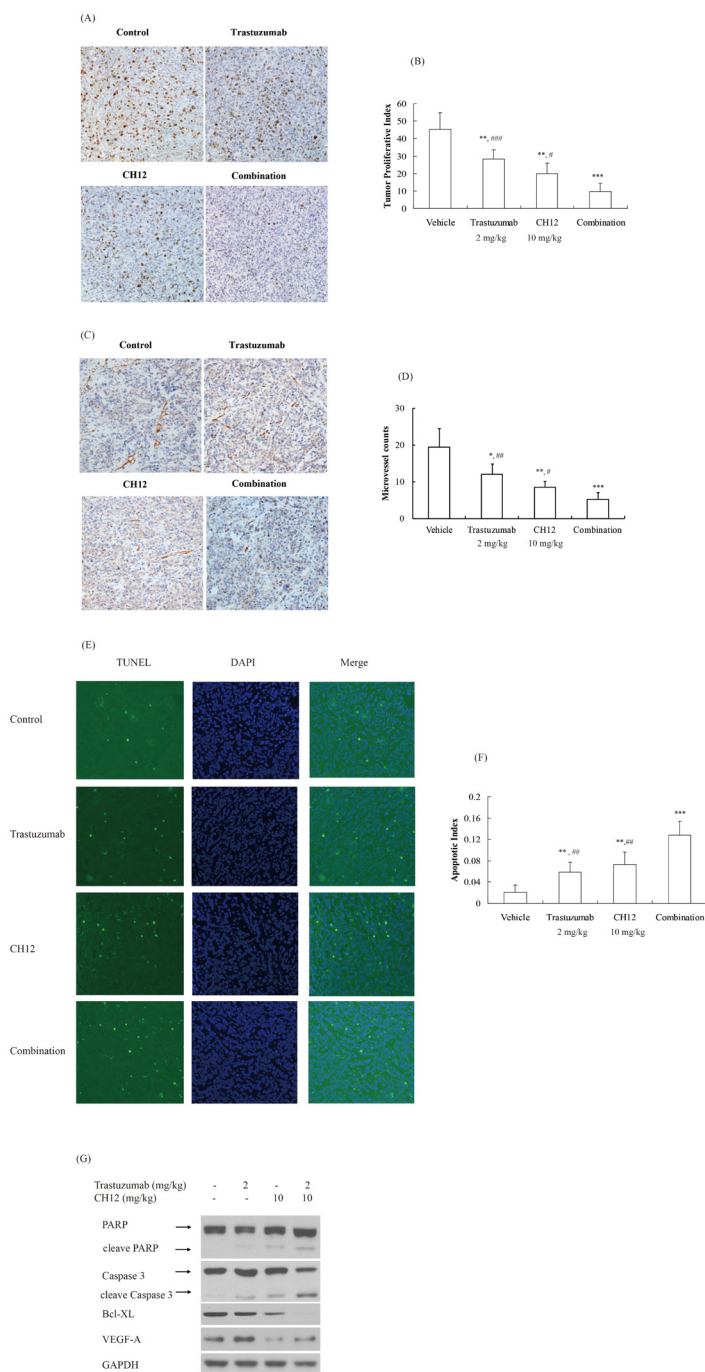 (A)
Control Trastuzumab
CH12 Combination
(B)
Tumor Proliferative Index
60
50
40
30
20
10
0
**, ###
**, #
***
Vehicle Trastuzumab CH12 Combination
2 mg/kg 10 mg/kg
(C)
Control Trastuzumab
CH12 Combination
(D)
Microvessel counts
30
20
10
0
*, ##
**, #
***
Vehicle Trastuzumab CH12 Combination
2 mg/kg 10 mg/kg
(E)
TUNEL DAPI Merge
Control
Trastuzumab
CH12
Combination
(F)
Apoptotic Index
0.2
0.16
0.12
0.08
0.04
0
** , ##
**,##
***
Vehicle Trastuzumab CH12 Combination
2 mg/kg 10 mg/kg
(G)
Trastuzumab (mg/kg) - 2 - 2
CH12 (mg/kg) - - 10 10
PARP
cleave PARP
Caspase 3
cleave Caspase 3
Bcl-XL
VEGF-A
GAPDH